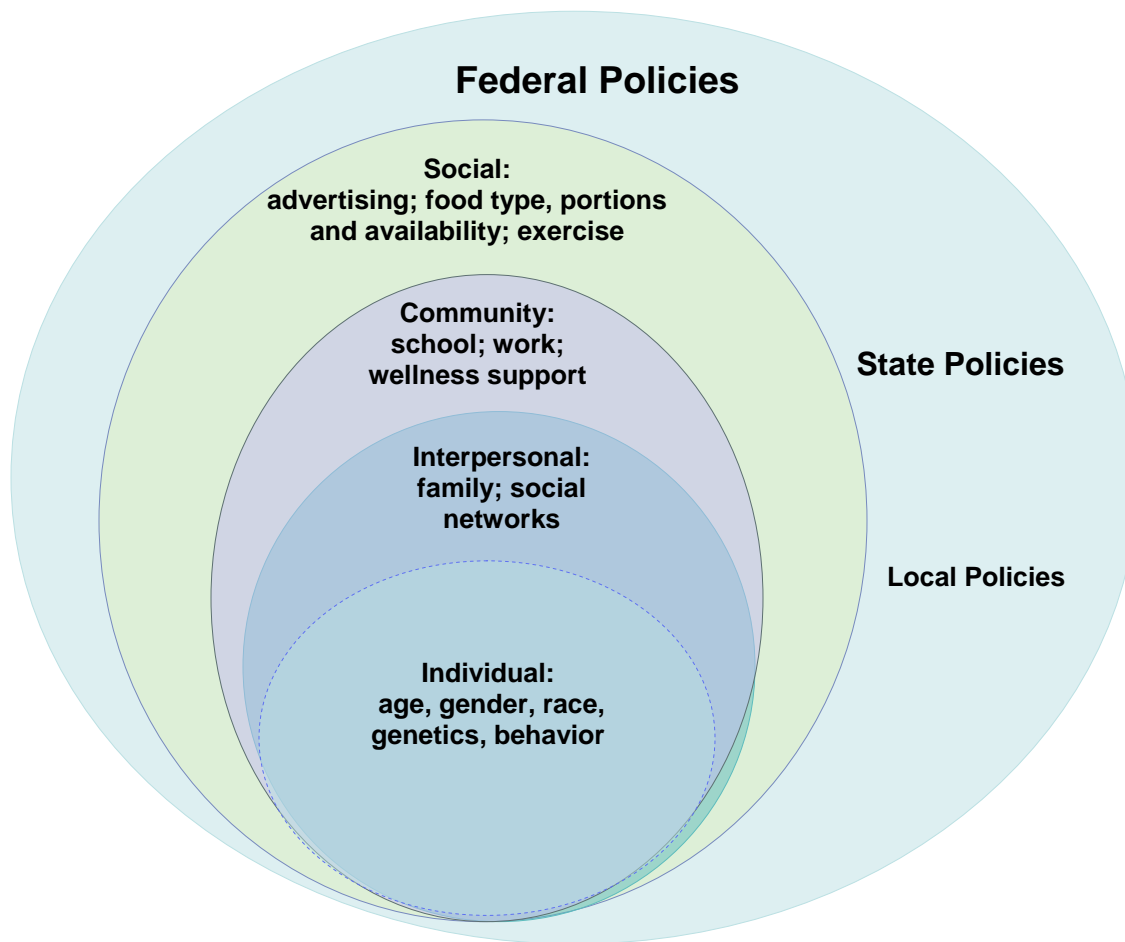 Federal Policies
Social:
advertising; food type, portions
and availability; exercise
Community:
school; work;
wellness support
State Policies
Interpersonal:
family; social
networks
Local Policies
Individual:
age, gender, race,
genetics, behavior